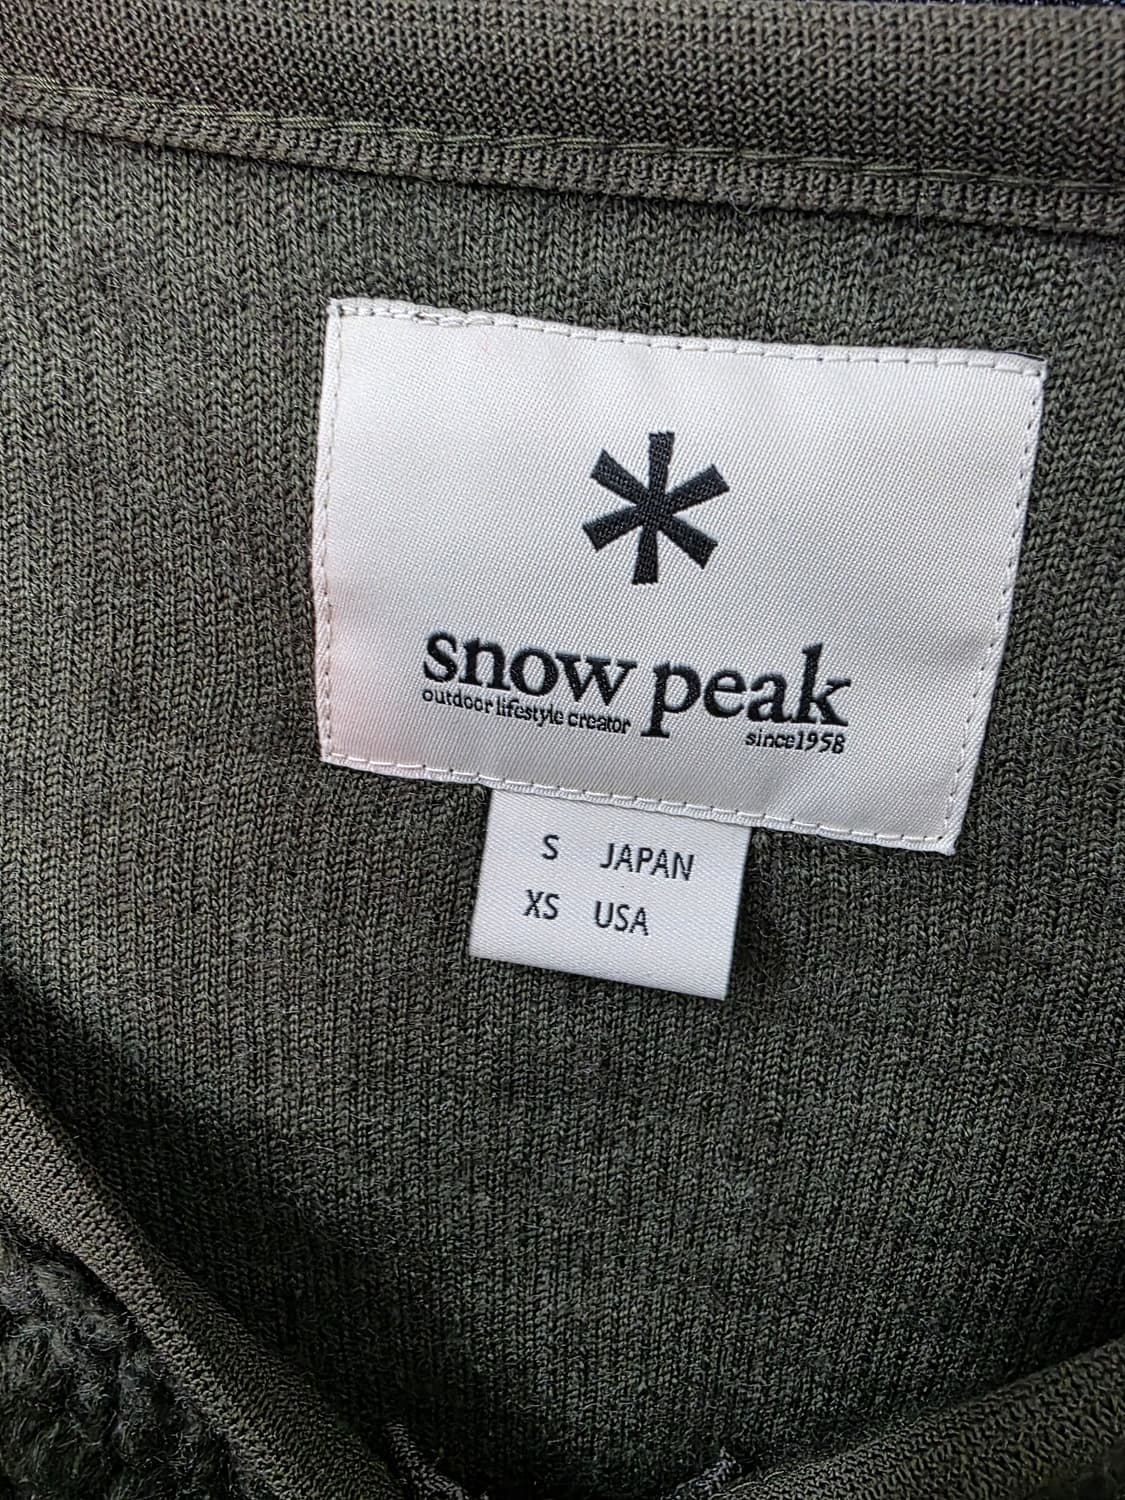 snow peak
outdoor lifestyle creator
since1958
S JAPAN
XS USA